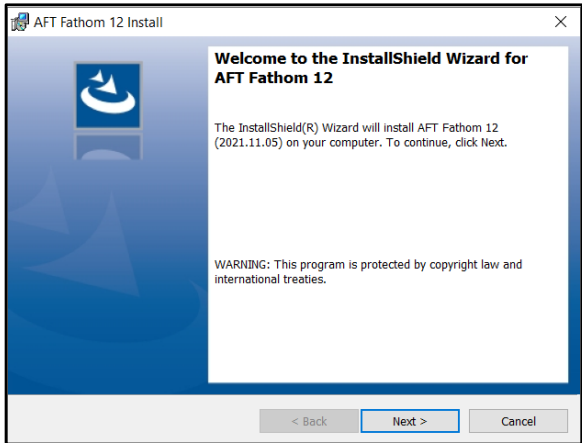 AFT Fathom 12 Install
Welcome to the InstallShield Wizard for
AFT Fathom 12
The InstallShield(R) Wizard will install AFT Fathom 12
(2021.11.05) on your computer. To continue, click Next.
WARNING: This program is protected by copyright law and
international treaties.
< Back
Next >
Cancel